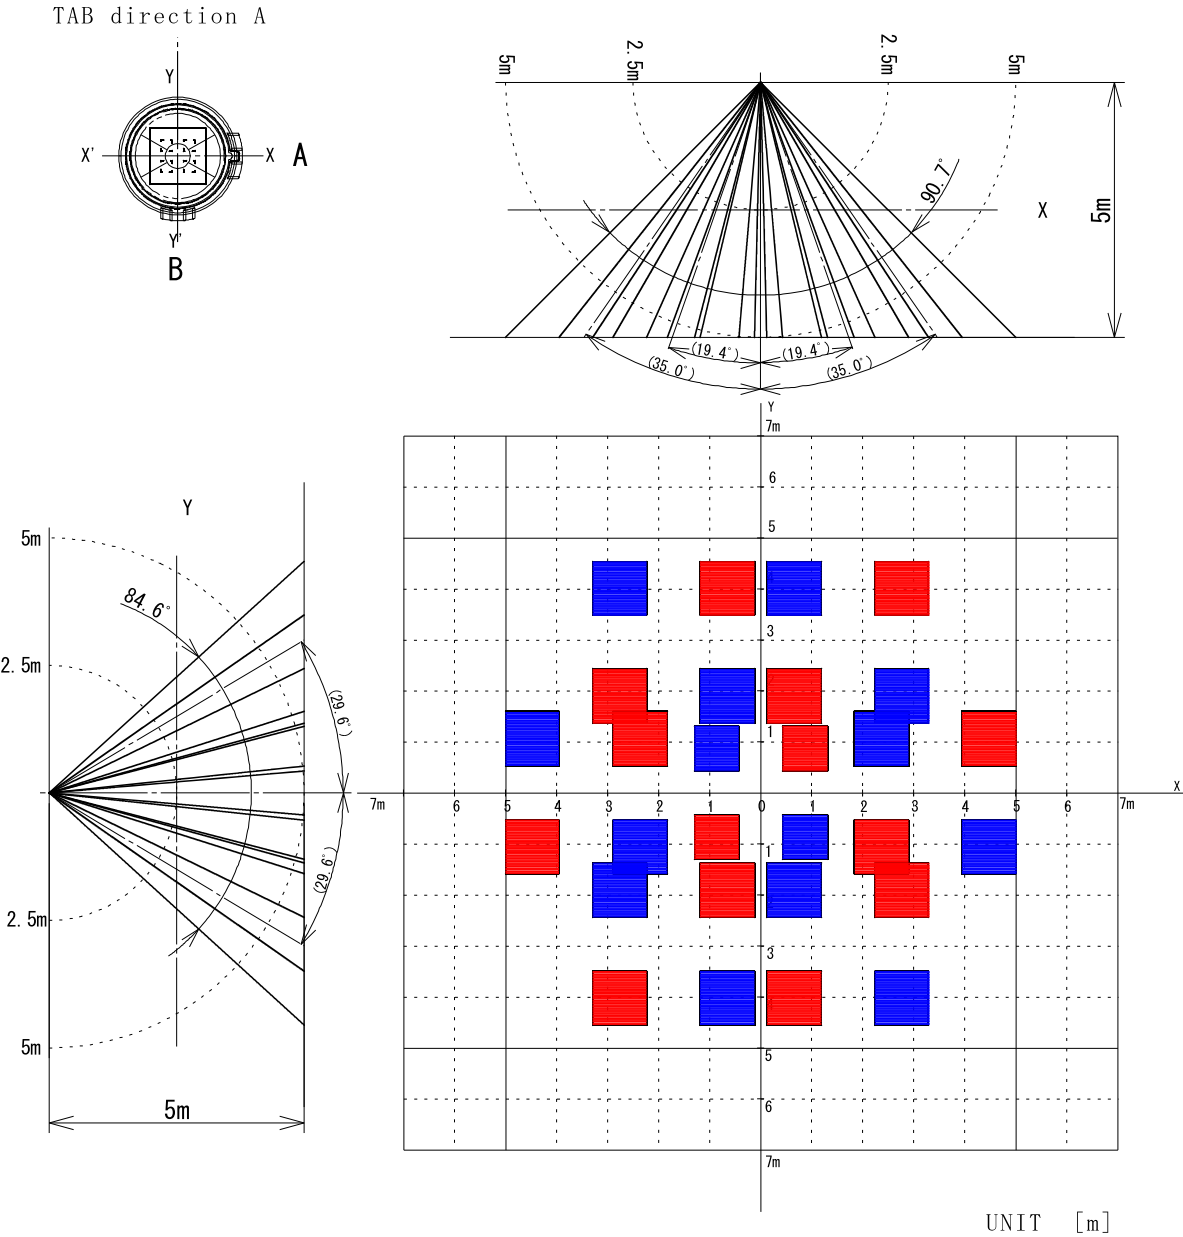 TAB direction A
Y
X' X A
Y'
B
5m 2.5m 2.5m 5m
90.7°
X
5m
(19.4°) (19.4°)
(35.0°) (35.0°)
Y
7m
6
5
3
1
7m 6 5 4 3 2 1 0 1 2 3 4 5 6 7m
X
1
3
5
6
7m
Y
5m
84.6°
2.5m
(29.6°)
(29.6°)
2.5m
5m
5m
UNIT [m]